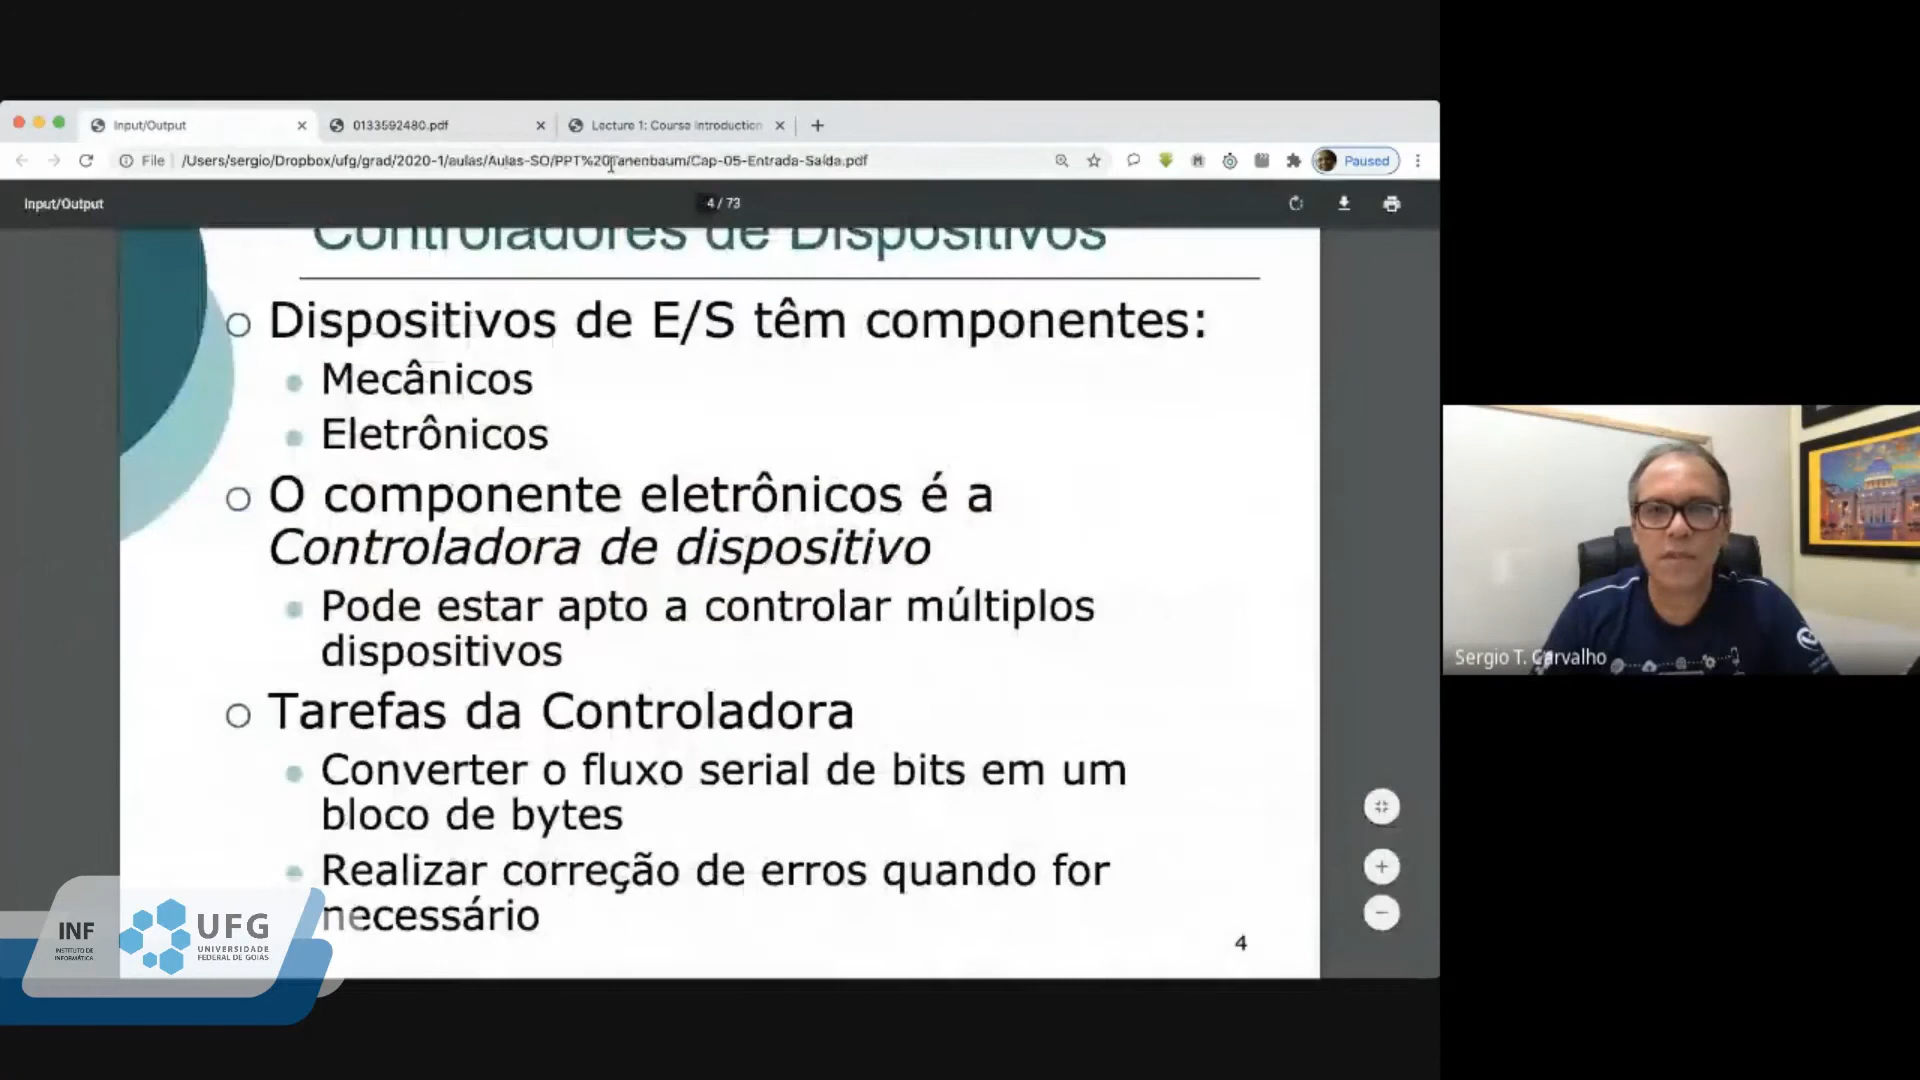 Input/Output
0133592480.pdf
Lecture 1: Course Introduction
File
/Users/sergio/Dropbox/ufg/grad/2020-1/aulas/Aulas-SO/PPT%20Tanenbaum/Cap-05-Entrada-Saída.pdf
Paused
Input/Output
4 / 73
Controladores de Dispositivos
Dispositivos de E/S têm componentes:
Mecânicos
Eletrônicos
O componente eletrônicos é a
Controladora de dispositivo
Pode estar apto a controlar múltiplos
dispositivos
Tarefas da Controladora
Converter o fluxo serial de bits em um
bloco de bytes
Realizar correção de erros quando for
necessário
4
INF
INSTITUTO DE
INFORMÁTICA
UFG
UNIVERSIDADE
FEDERAL DE GOIÁS
Sergio T. Carvalho